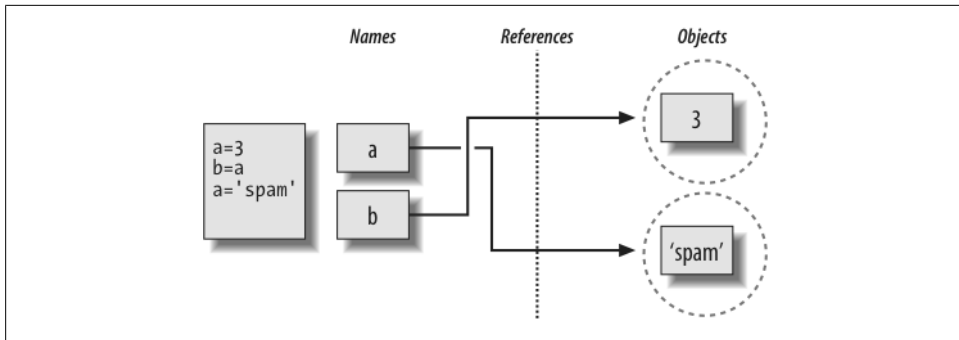 Names References Objects
a=3
b=a
a='spam'
a
b
3
‘spam’